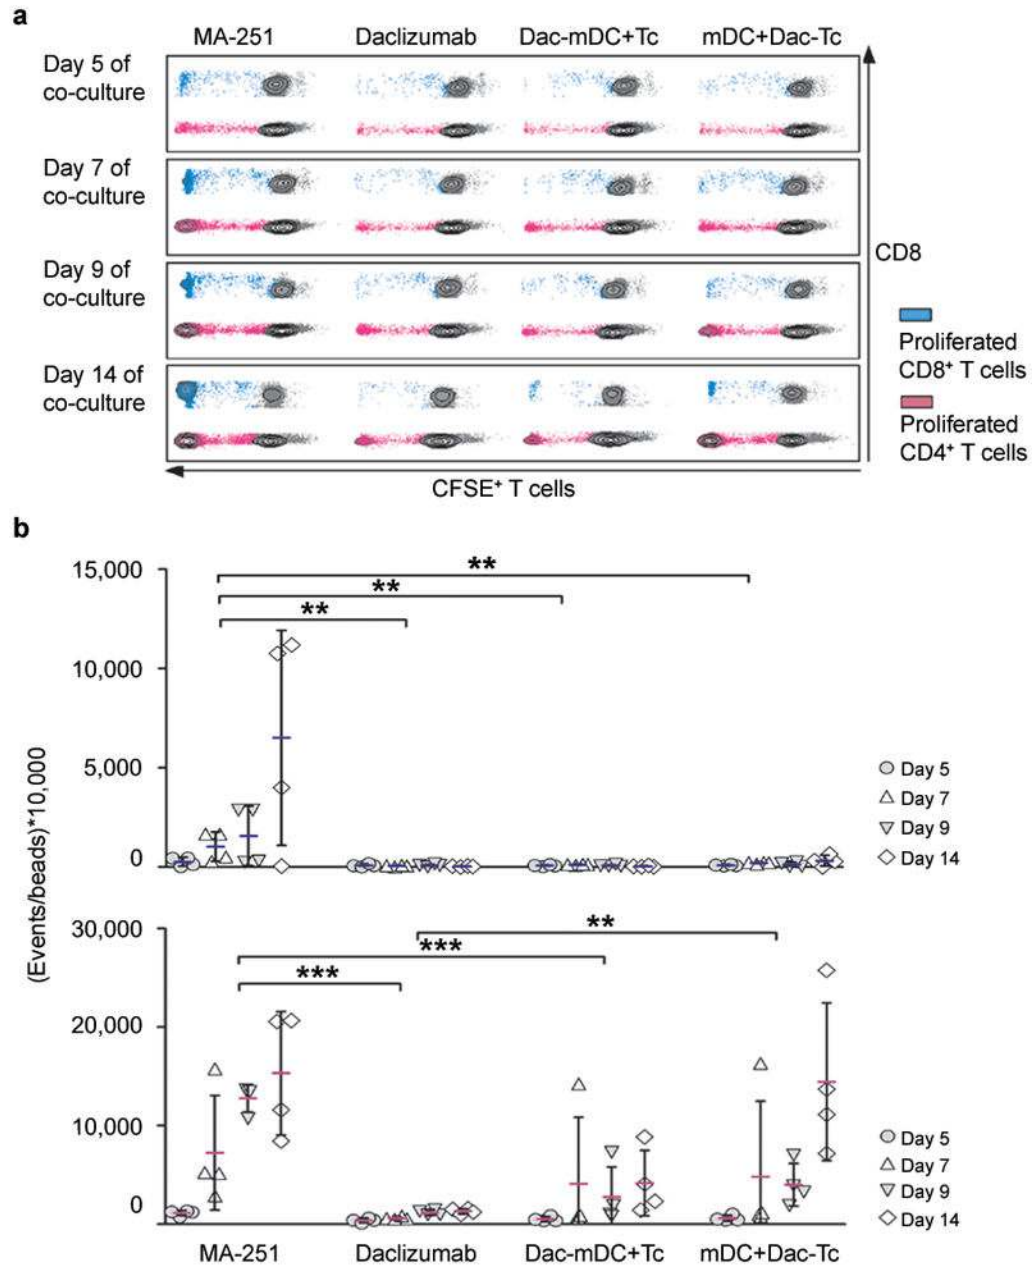 a
MA-251 Daclizumab Dac-mDC+Tc mDC+Dac-Tc
Day 5 of
co-culture
Day 7 of
co-culture
Day 9 of
co-culture
Day 14 of
co-culture
CD8
Proliferated
CD8⁺ T cells
Proliferated
CD4⁺ T cells
CFSE⁺ T cells
b
(Events/beads)*10,000
15,000
10,000
5,000
0
**
**
**
Day 5
Day 7
Day 9
Day 14
30,000
20,000
10,000
0
**
***
***
Day 5
Day 7
Day 9
Day 14
MA-251 Daclizumab Dac-mDC+Tc mDC+Dac-Tc